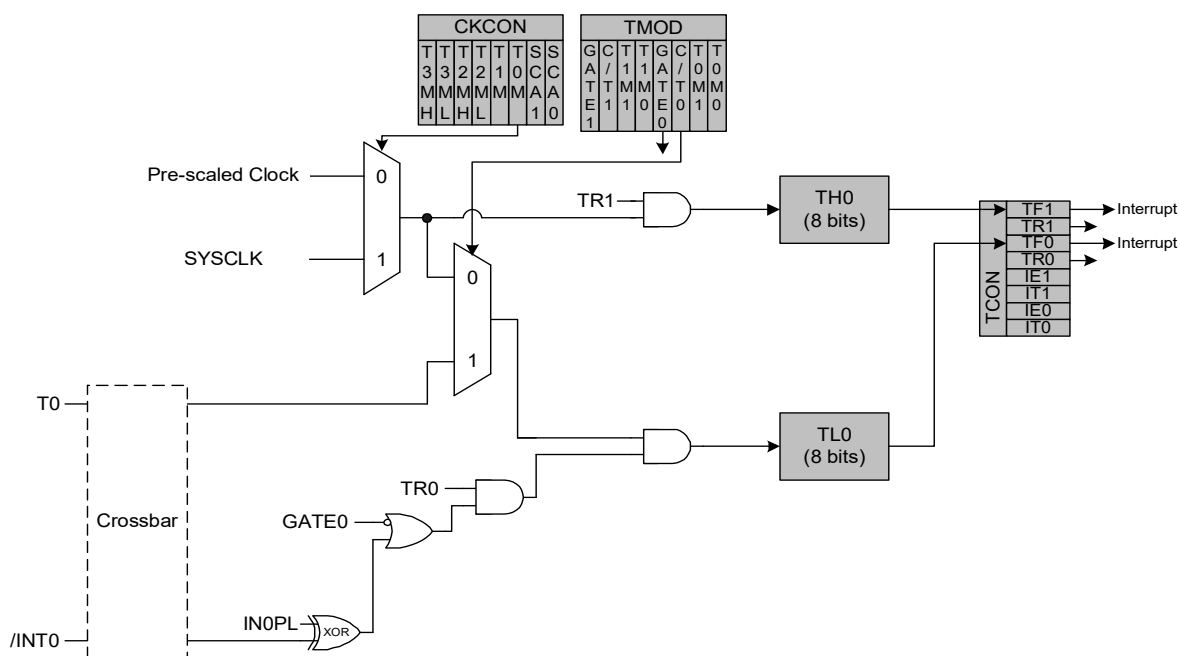 CKCON
T3MH
T3ML
T2MH
T2ML
T1M
T0M
SCA1
SCA0
TMOD
GATE1
C/T1
T1M1
T1M0
GATE0
C/T0
T0M1
T0M0
Pre-scaled Clock
0
SYSCLK
1
TR1
TH0
(8 bits)
TCON
TF1
TR1
TF0
TR0
IE1
IT1
IE0
IT0
Interrupt
Interrupt
0
1
T0
Crossbar
/INT0
TL0
(8 bits)
TR0
GATE0
IN0PL
XOR